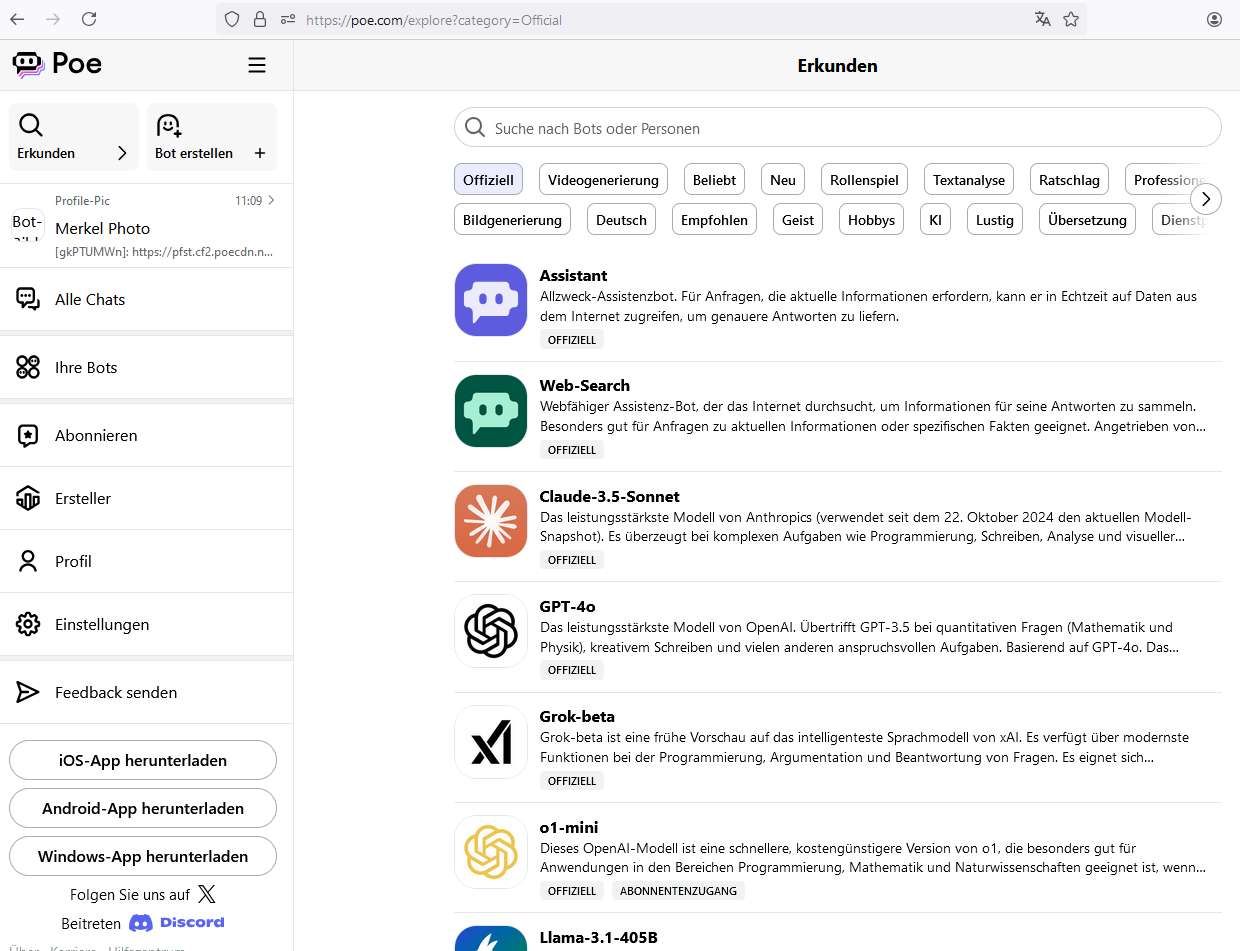 https://poe.com/explore?category=Official
Poe
Erkunden
Erkunden
Bot erstellen
Profile-Pic
11:09
Bot-
Merkel Photo
[gkPTUMWn]: https://pfst.cf2.poecdn.n...
Alle Chats
Ihre Bots
Abonnieren
Ersteller
Profil
Einstellungen
Feedback senden
iOS-App herunterladen
Android-App herunterladen
Windows-App herunterladen
Folgen Sie uns auf X
Beitreten Discord
Über · Karriere · Hilfezentrum
Suche nach Bots oder Personen
Offiziell Videogenerierung Beliebt Neu Rollenspiel Textanalyse Ratschlag Profession
Bildgenerierung Deutsch Empfohlen Geist Hobbys KI Lustig Übersetzung Dienst
Assistant
Allzweck-Assistenzbot. Für Anfragen, die aktuelle Informationen erfordern, kann er in Echtzeit auf Daten aus
dem Internet zugreifen, um genauere Antworten zu liefern.
OFFIZIELL
Web-Search
Webfähiger Assistenz-Bot, der das Internet durchsucht, um Informationen für seine Antworten zu sammeln.
Besonders gut für Anfragen zu aktuellen Informationen oder spezifischen Fakten geeignet. Angetrieben von...
OFFIZIELL
Claude-3.5-Sonnet
Das leistungsstärkste Modell von Anthropics (verwendet seit dem 22. Oktober 2024 den aktuellen Modell-
Snapshot). Es überzeugt bei komplexen Aufgaben wie Programmierung, Schreiben, Analyse und visueller...
OFFIZIELL
GPT-4o
Das leistungsstärkste Modell von OpenAI. Übertrifft GPT-3.5 bei quantitativen Fragen (Mathematik und
Physik), kreativem Schreiben und vielen anderen anspruchsvollen Aufgaben. Basierend auf GPT-4o. Das...
OFFIZIELL
Grok-beta
Grok-beta ist eine frühe Vorschau auf das intelligenteste Sprachmodell von xAI. Es verfügt über modernste
Funktionen bei der Programmierung, Argumentation und Beantwortung von Fragen. Es eignet sich...
OFFIZIELL
o1-mini
Dieses OpenAI-Modell ist eine schnellere, kostengünstigere Version von o1, die besonders gut für
Anwendungen in den Bereichen Programmierung, Mathematik und Naturwissenschaften geeignet ist, wenn...
OFFIZIELL ABONNENTENZUGANG
Llama-3.1-405B